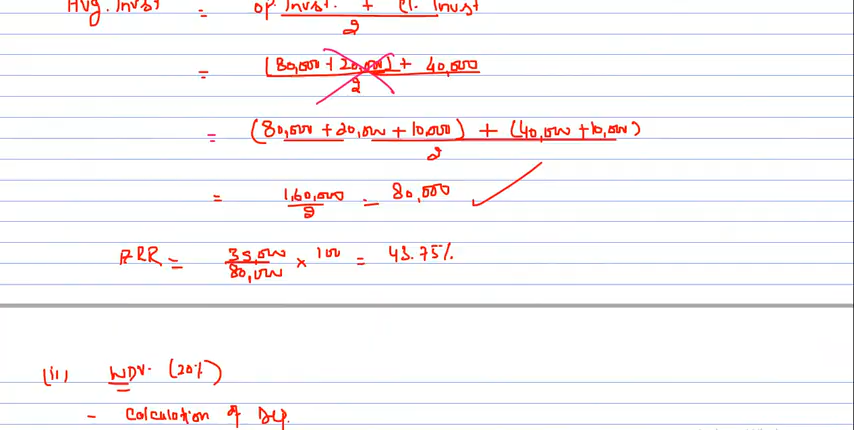 Avg. Invst = Op. Invst. + Cl. Invst
2
= (80,000 + 20,000) + 40,000
2
= (80,000 + 20,000 + 10,000) + (40,000 + 10,000)
2
= 1,60,000 = 80,000
2
ARR = 35,000 × 100 = 43.75%
80,000
(ii) WDV (20%)
- Calculation of Dep.